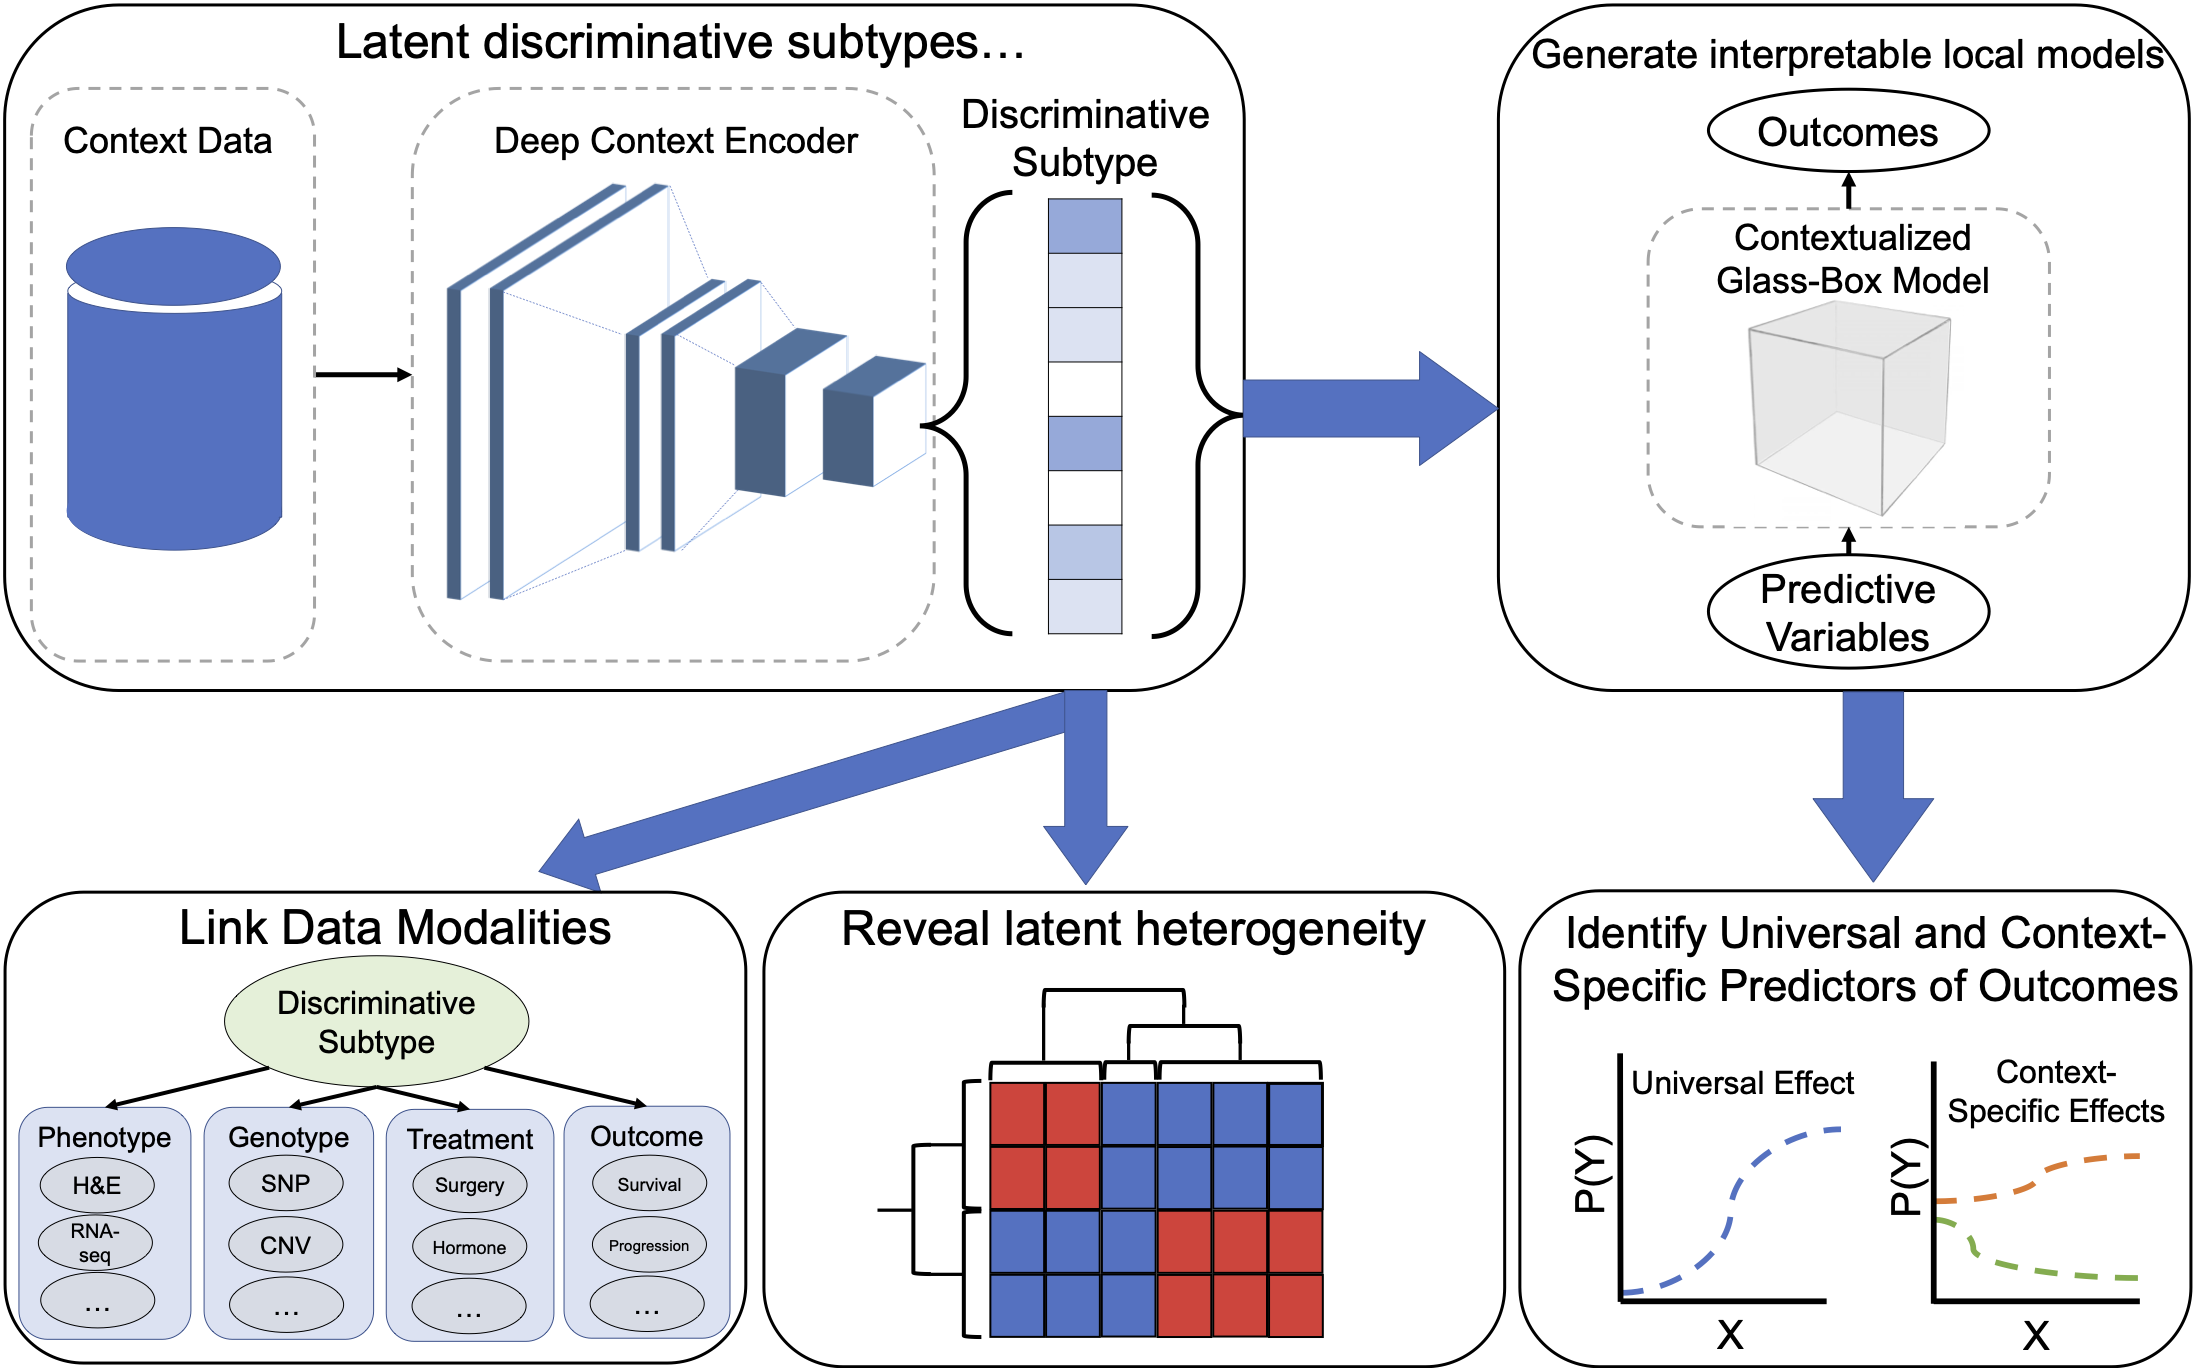 Latent discriminative subtypes…
Context Data
Deep Context Encoder
Discriminative
Subtype
Generate interpretable local models
Outcomes
Contextualized
Glass-Box Model
Predictive
Variables
Link Data Modalities
Discriminative
Subtype
Phenotype
H&E
RNA-
seq
…
Genotype
SNP
CNV
…
Treatment
Surgery
Hormone
…
Outcome
Survival
Progression
…
Reveal latent heterogeneity
Identify Universal and Context-
Specific Predictors of Outcomes
Universal Effect
P(Y)
X
Context-
Specific Effects
P(Y)
X